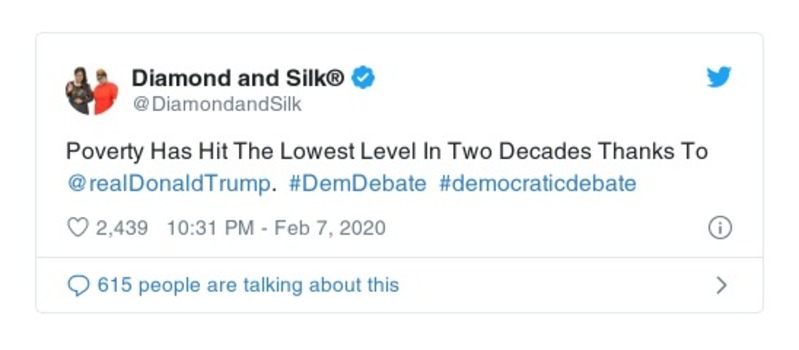 Diamond and Silk®
@DiamondandSilk
Poverty Has Hit The Lowest Level In Two Decades Thanks To
@realDonaldTrump. #DemDebate #democraticdebate
2,439 10:31 PM - Feb 7, 2020
615 people are talking about this